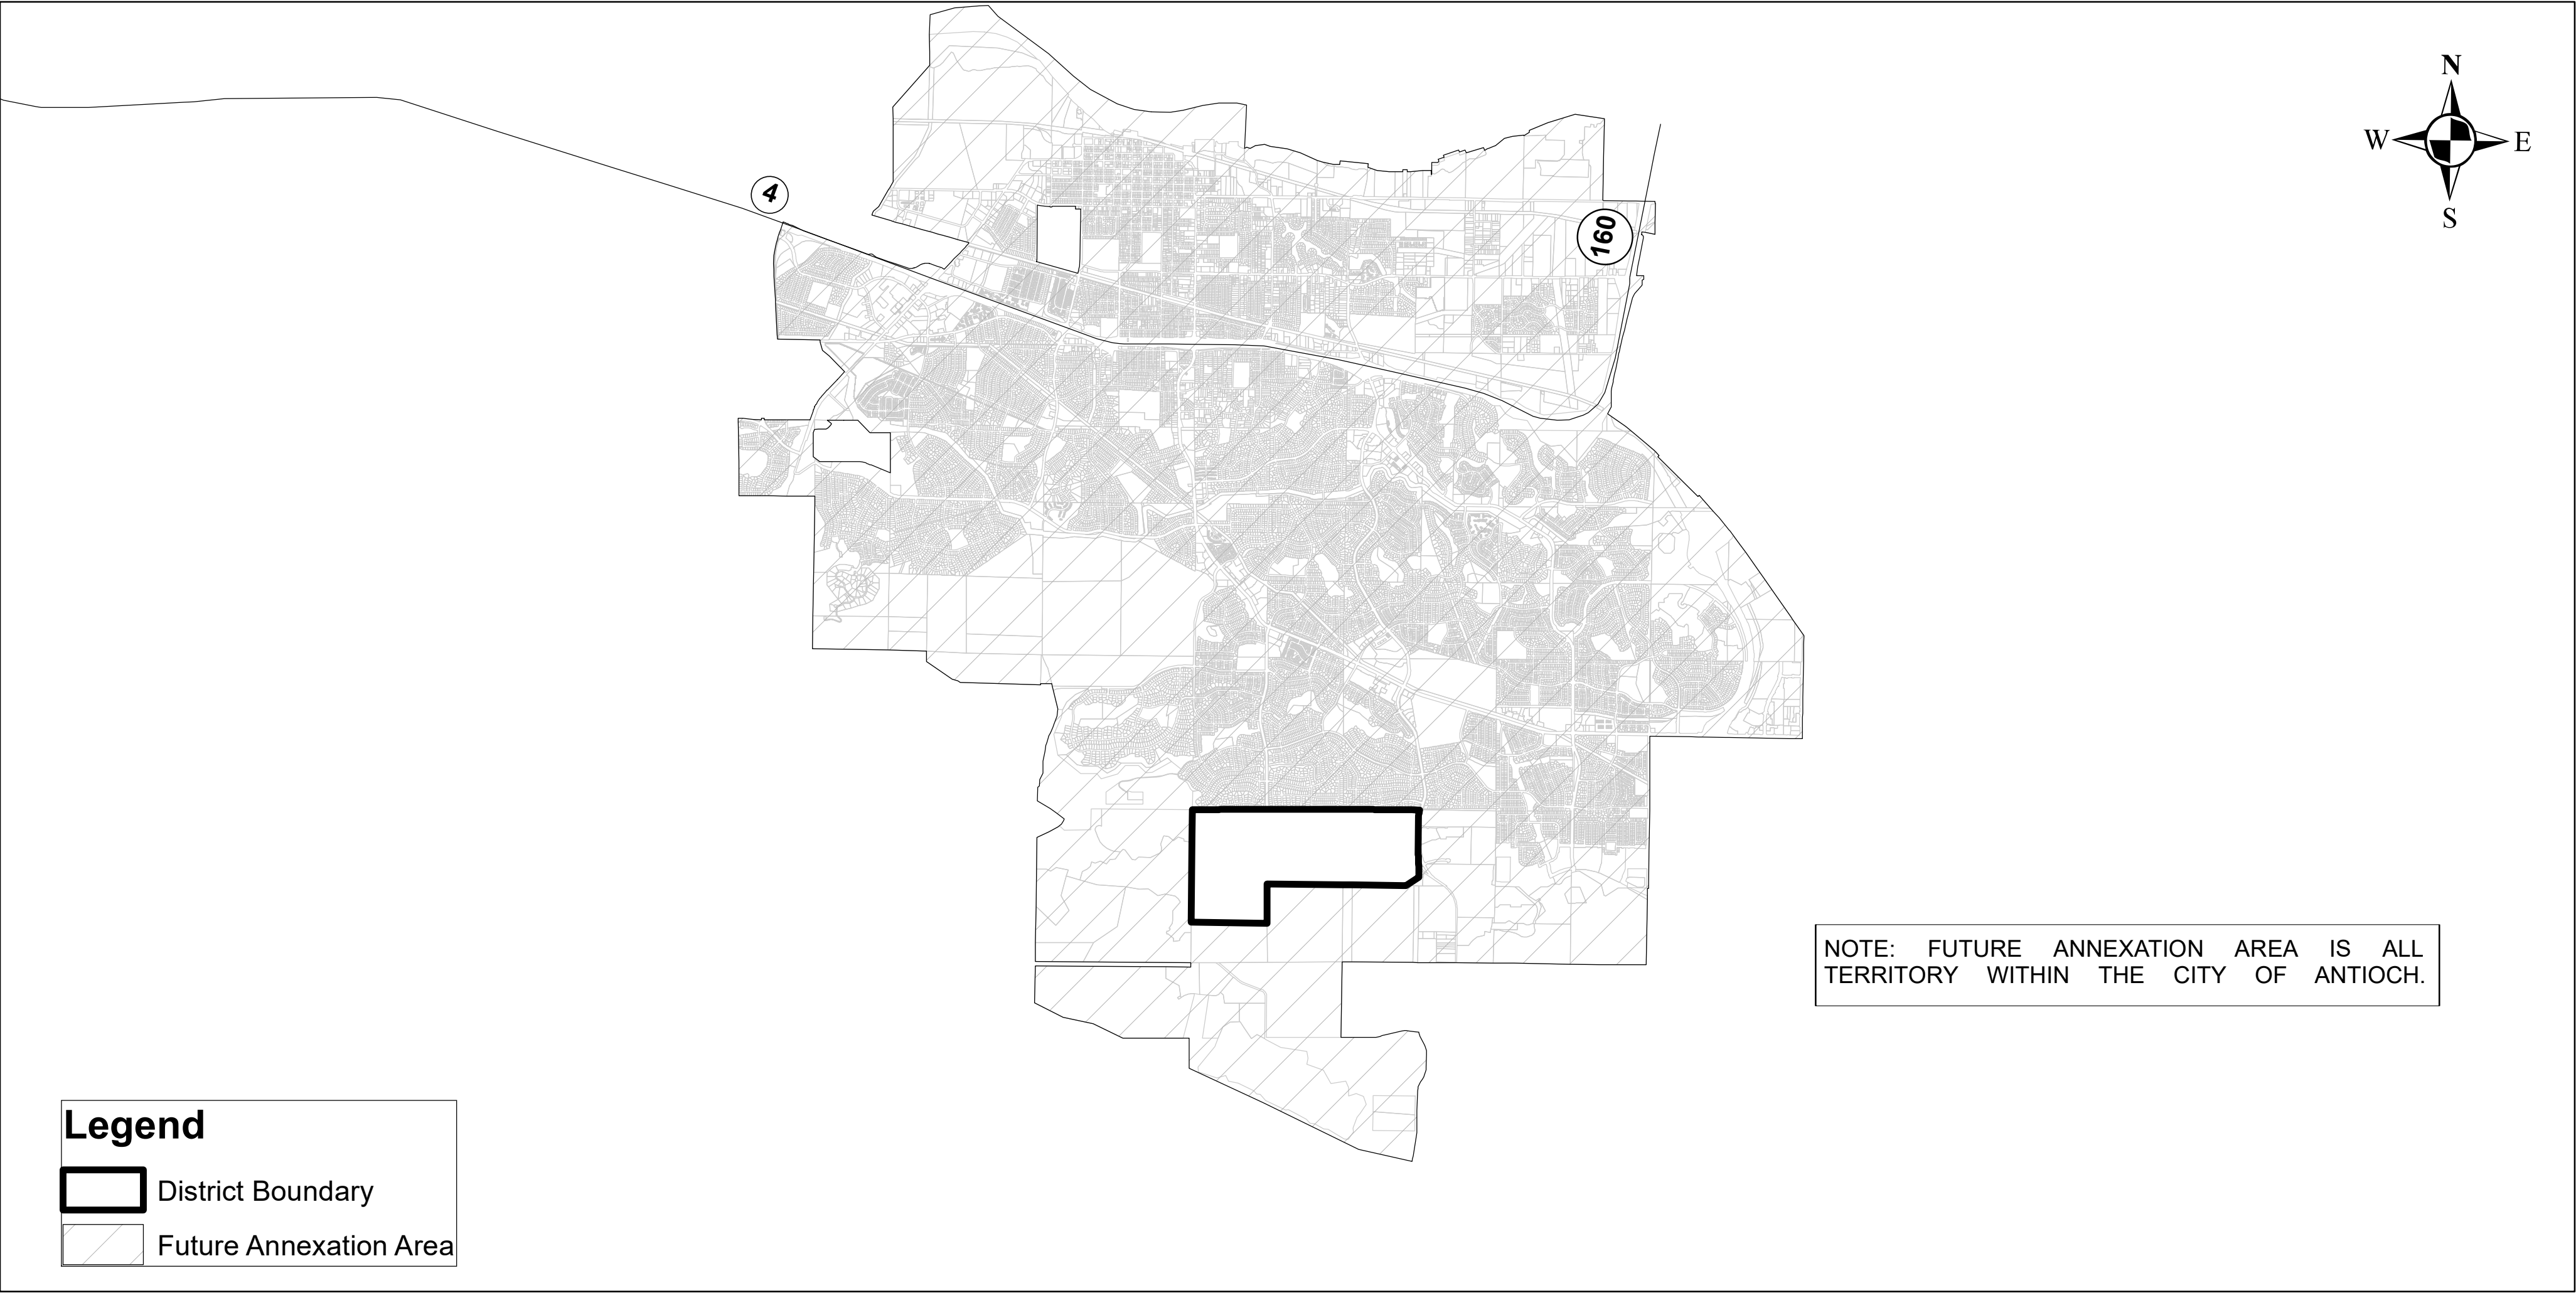 N
W E
S
4
160
NOTE: FUTURE ANNEXATION AREA IS ALL
TERRITORY WITHIN THE CITY OF ANTIOCH.
Legend
District Boundary
Future Annexation Area